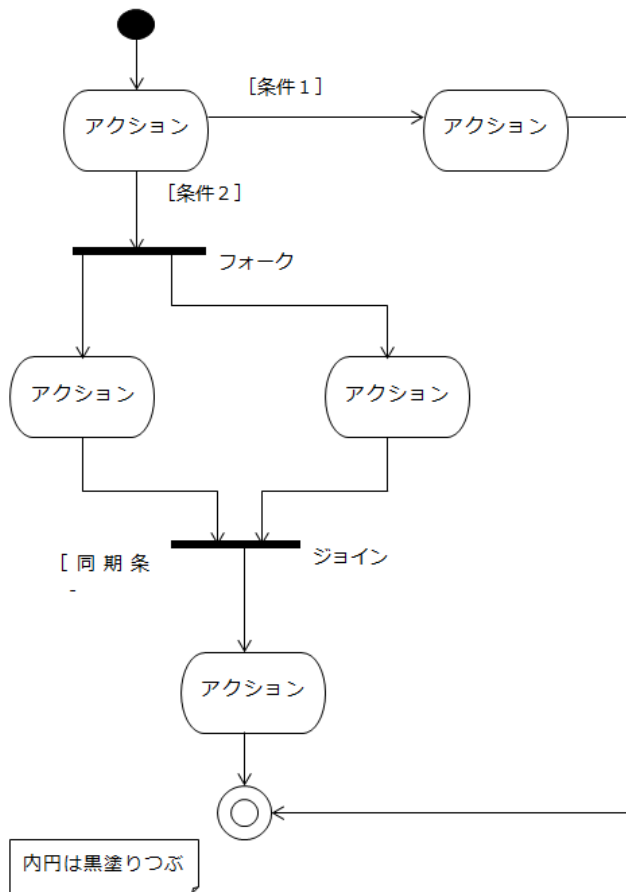 [条件１]
アクション
アクション
[条件２]
フォーク
アクション
アクション
[ 同 期 条
ジョイン
アクション
内円は黒塗りつぶ